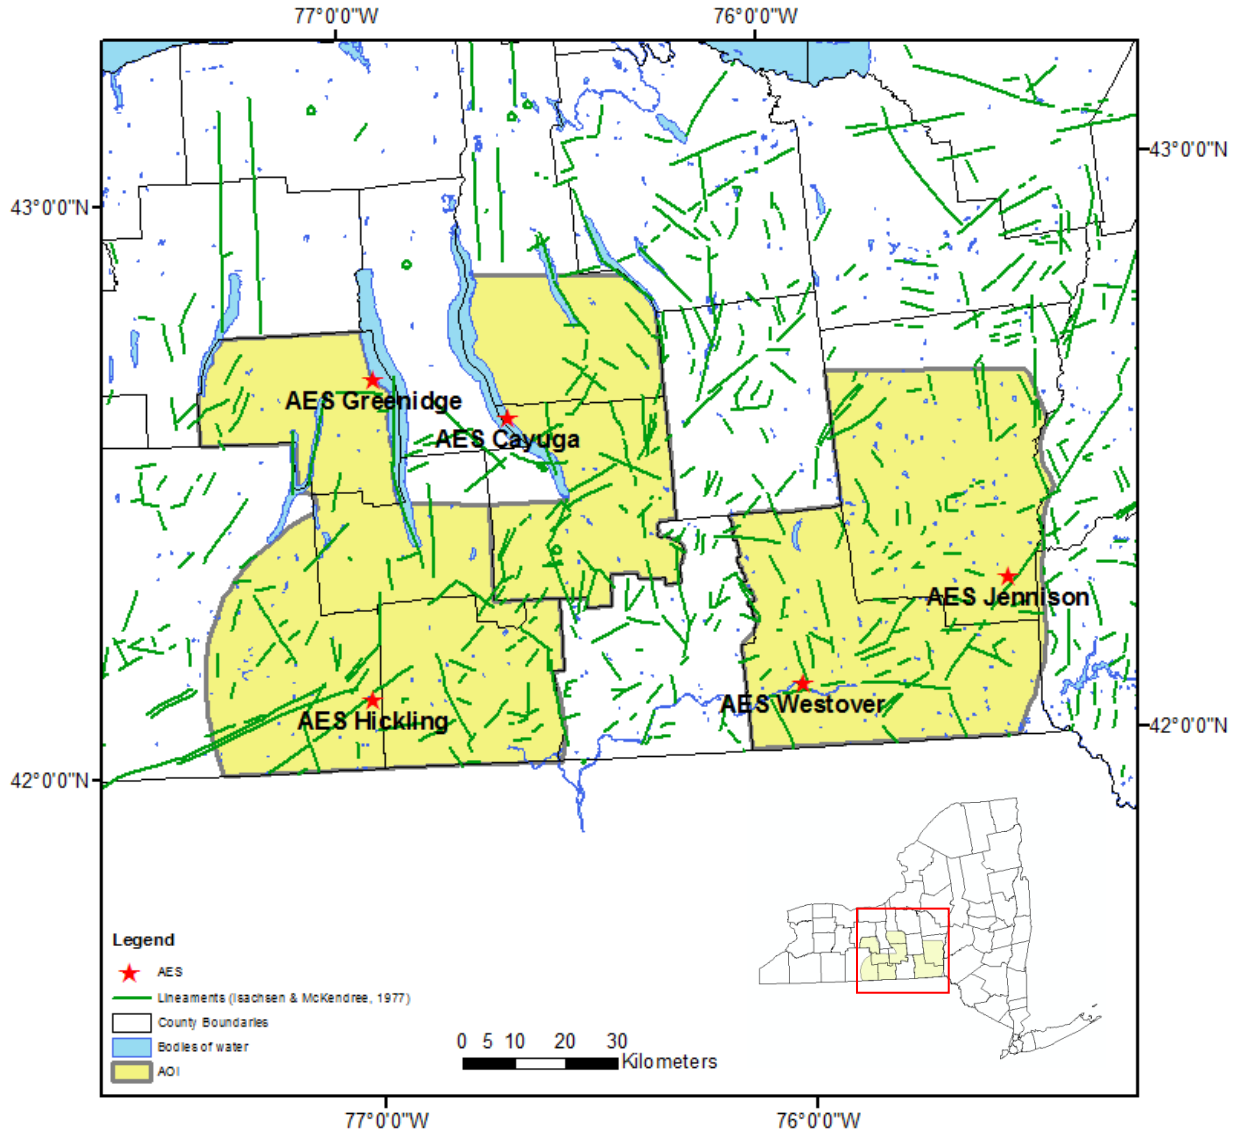 77°0'0"W 76°0'0"W
43°0'0"N
43°0'0"N
AES Greenidge
AES Cayuga
AES Jennison
AES Westover
AES Hickling
42°0'0"N
42°0'0"N
Legend
AES
Lineaments (Isachsen & McKendree, 1977)
County Boundaries
Bodies of water
AOI
0 5 10 20 30
Kilometers
77°0'0"W 76°0'0"W